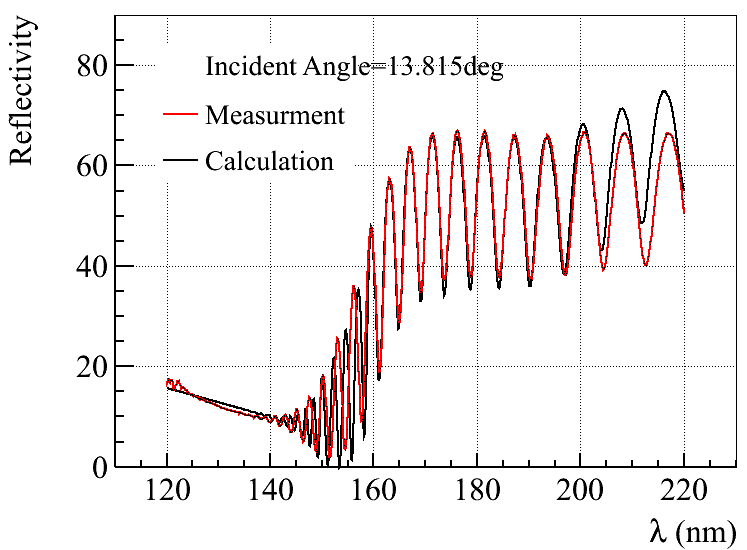 Reflectivity
80
60
40
20
0
Incident Angle=13.815deg
Measurment
Calculation
120 140 160 180 200 220
λ (nm)